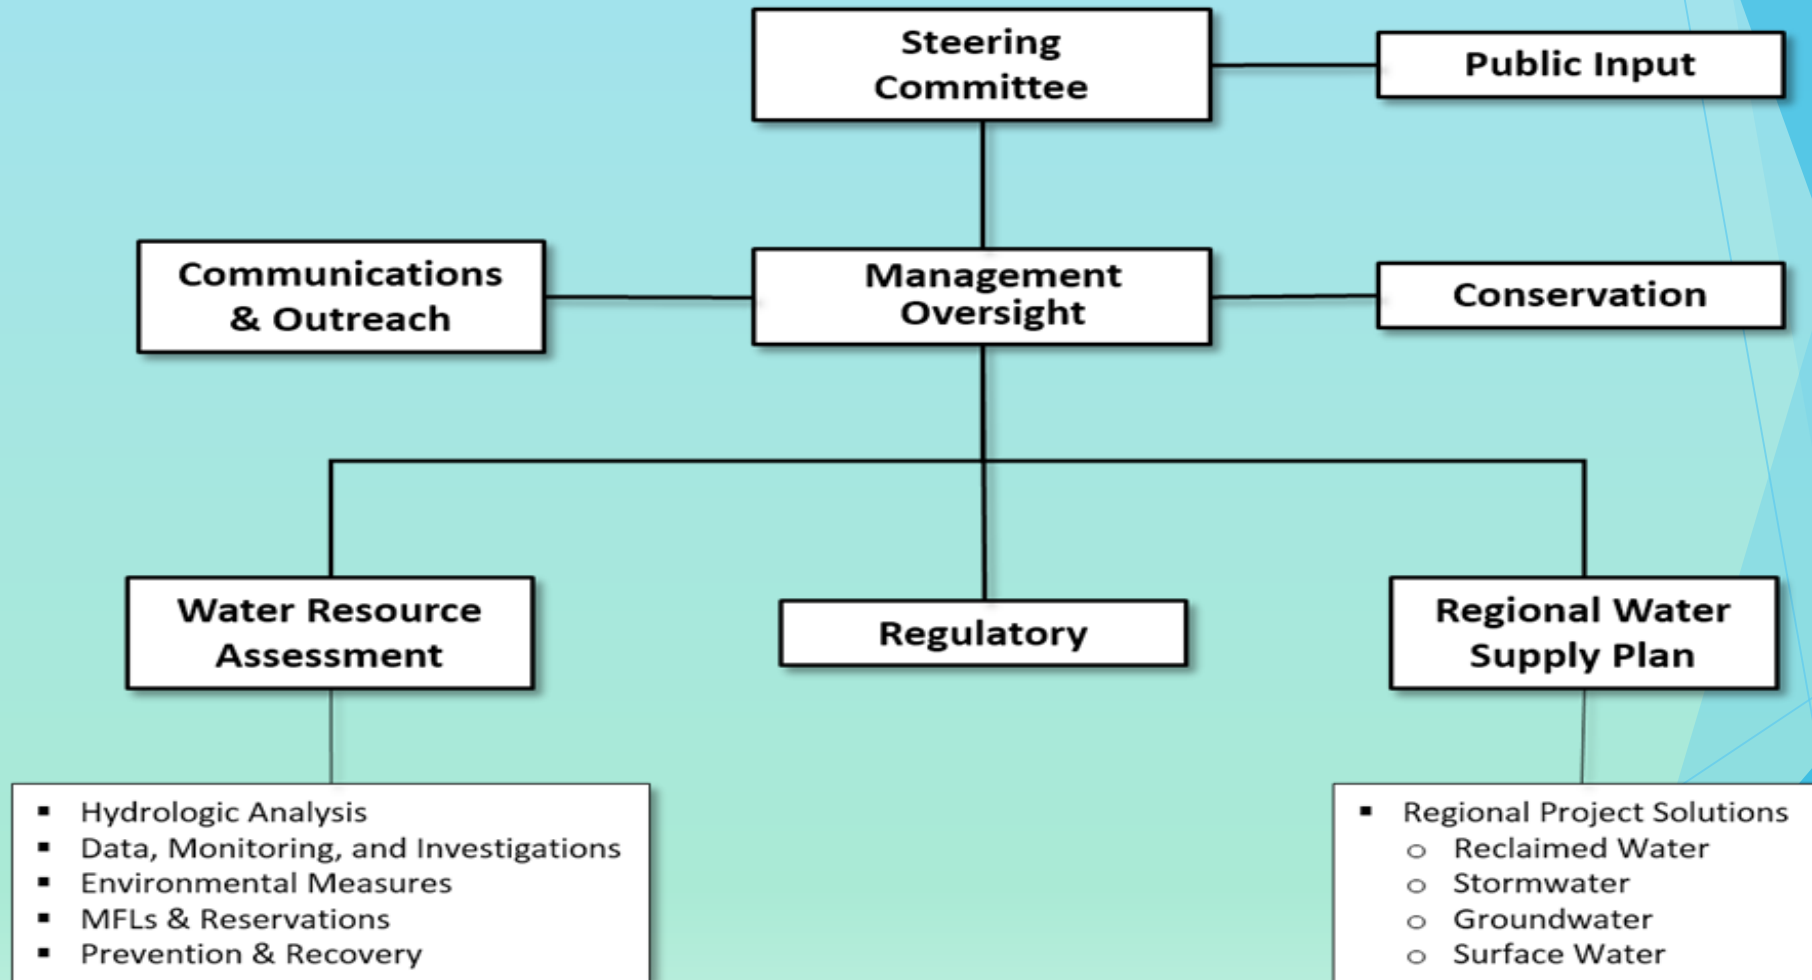 Steering
Committee
Public Input
Communications
& Outreach
Management
Oversight
Conservation
Water Resource
Assessment
Regulatory
Regional Water
Supply Plan
▪ Hydrologic Analysis
▪ Data, Monitoring, and Investigations
▪ Environmental Measures
▪ MFLs & Reservations
▪ Prevention & Recovery
▪ Regional Project Solutions
o Reclaimed Water
o Stormwater
o Groundwater
o Surface Water